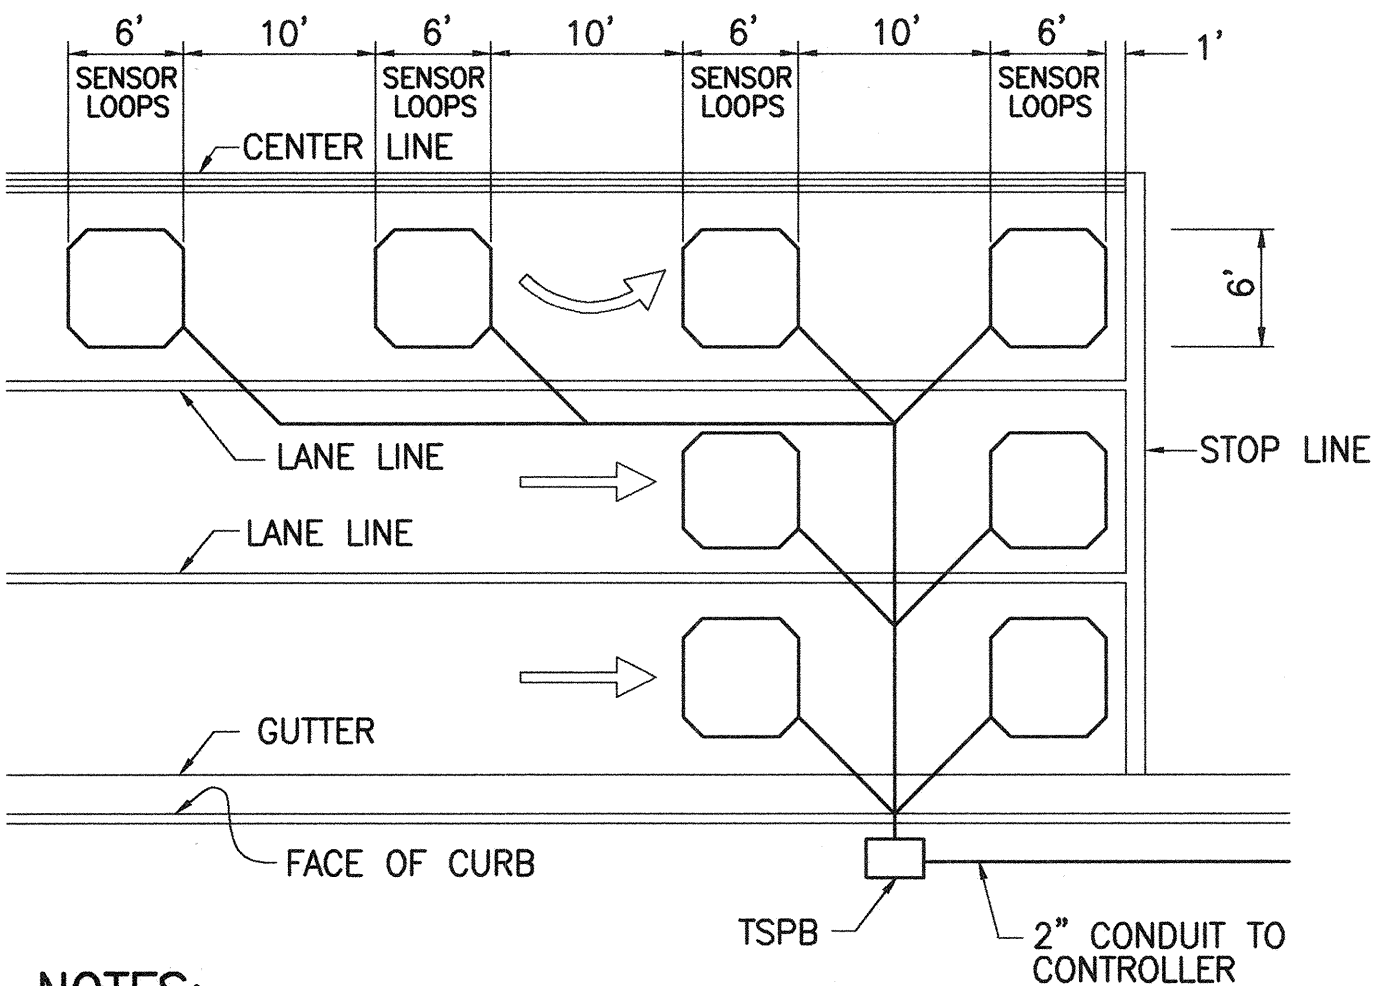 6' 10' 6' 10' 6' 10' 6' 1'
SENSOR LOOPS
SENSOR LOOPS
SENSOR LOOPS
SENSOR LOOPS
CENTER LINE
6'
LANE LINE
STOP LINE
LANE LINE
GUTTER
FACE OF CURB
TSPB
2" CONDUIT TO
CONTROLLER
NOTES: